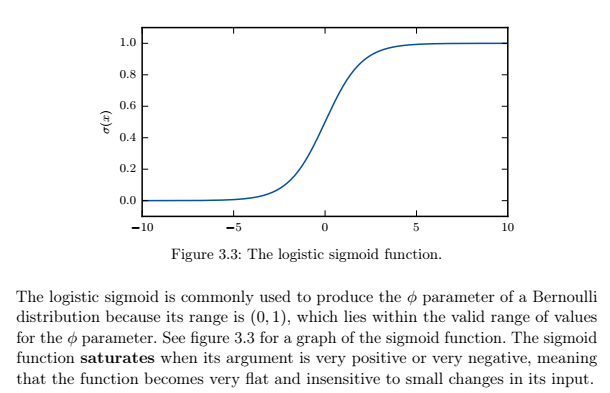 1.0
0.8
0.6
0.4
0.2
0.0
σ(x)
−10 −5 0 5 10
Figure 3.3: The logistic sigmoid function.
The logistic sigmoid is commonly used to produce the ϕ parameter of a Bernoulli
distribution because its range is (0, 1), which lies within the valid range of values
for the ϕ parameter. See figure 3.3 for a graph of the sigmoid function. The sigmoid
function saturates when its argument is very positive or very negative, meaning
that the function becomes very flat and insensitive to small changes in its input.